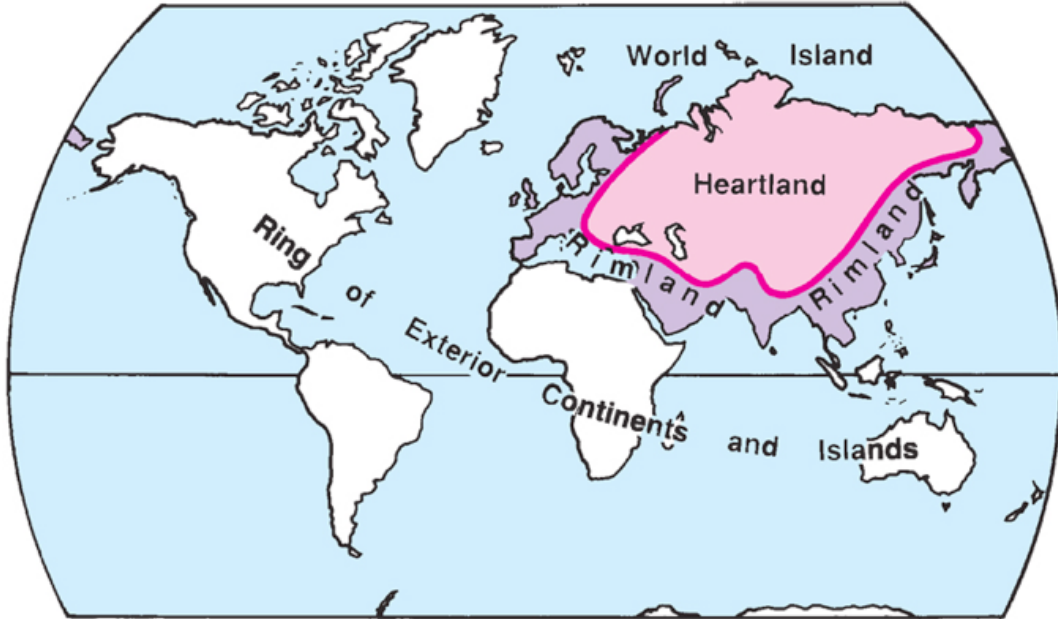 World Island
Heartland
Rimland
Rimland
Ring of Exterior Continents and Islands